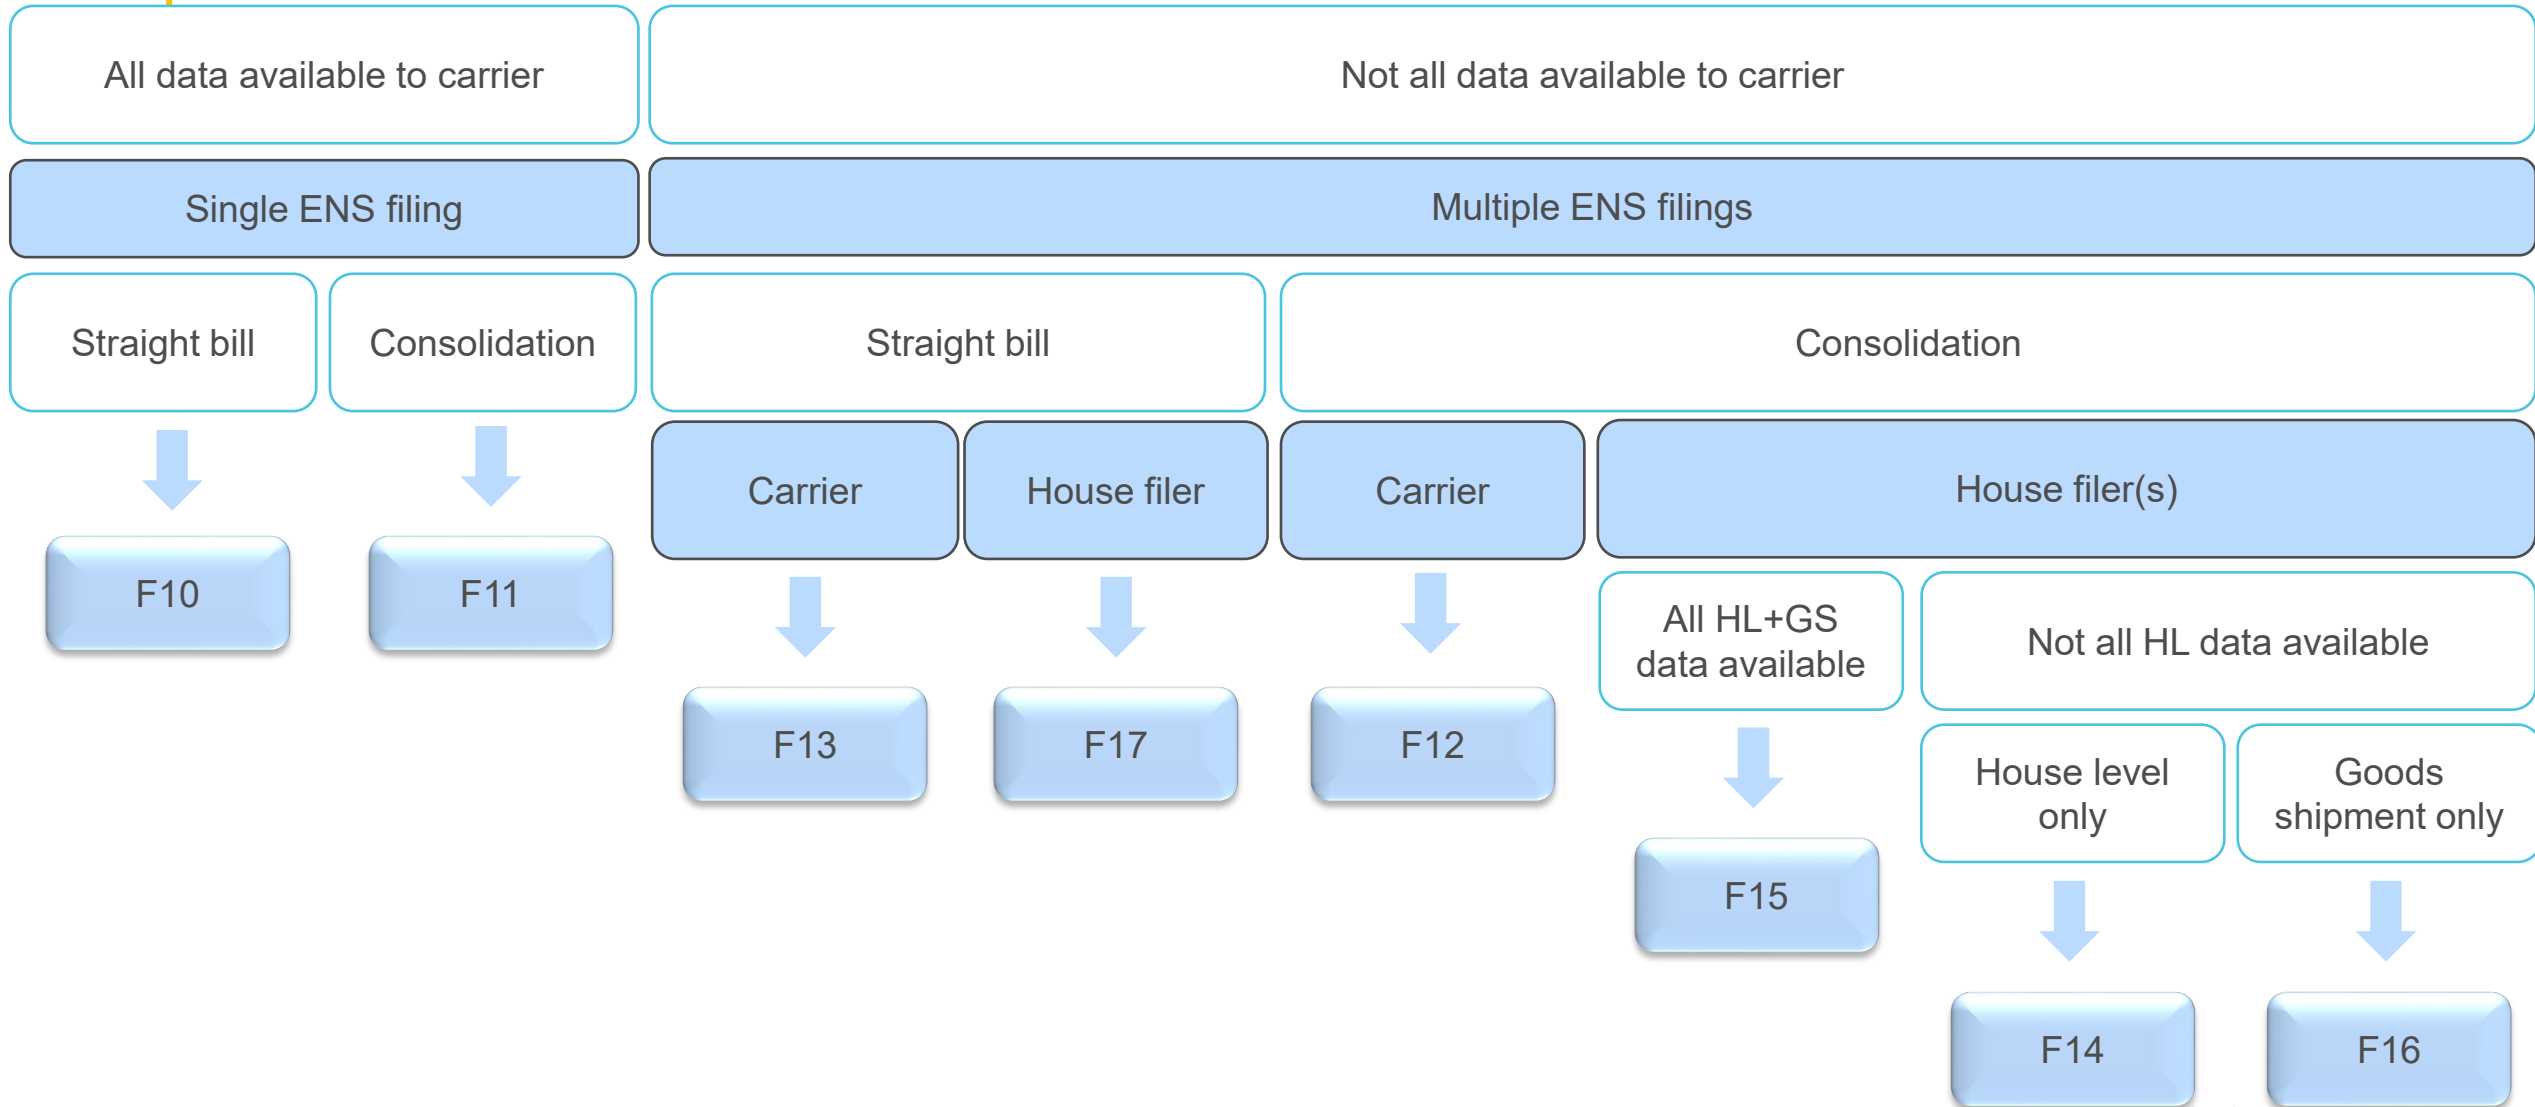 All data available to carrier
Not all data available to carrier
Single ENS filing
Multiple ENS filings
Straight bill
Consolidation
Straight bill
Consolidation
Carrier
House filer
Carrier
House filer(s)
F10
F11
All HL+GS
data available
Not all HL data available
F13
F17
F12
House level
only
Goods
shipment only
F15
F14
F16